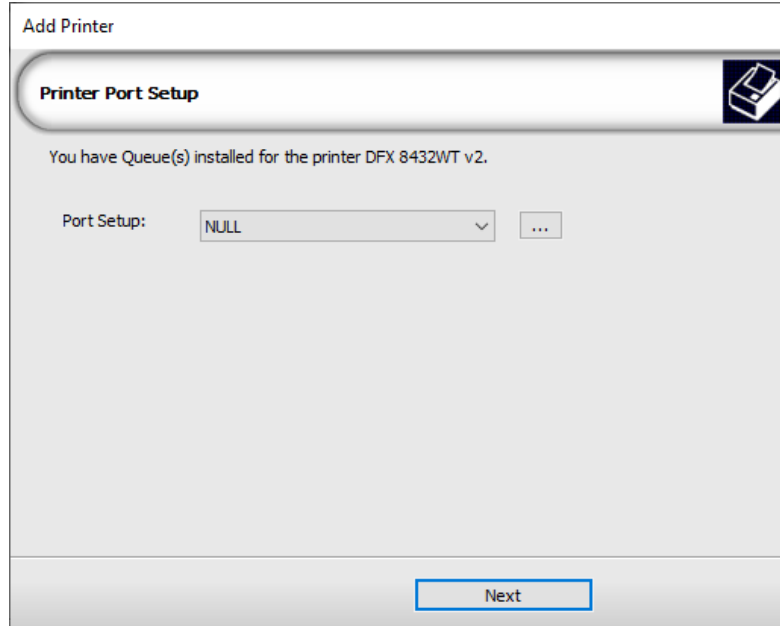 Add Printer
Printer Port Setup
You have Queue(s) installed for the printer DFX 8432WT v2.
Port Setup:
NULL
...
Next